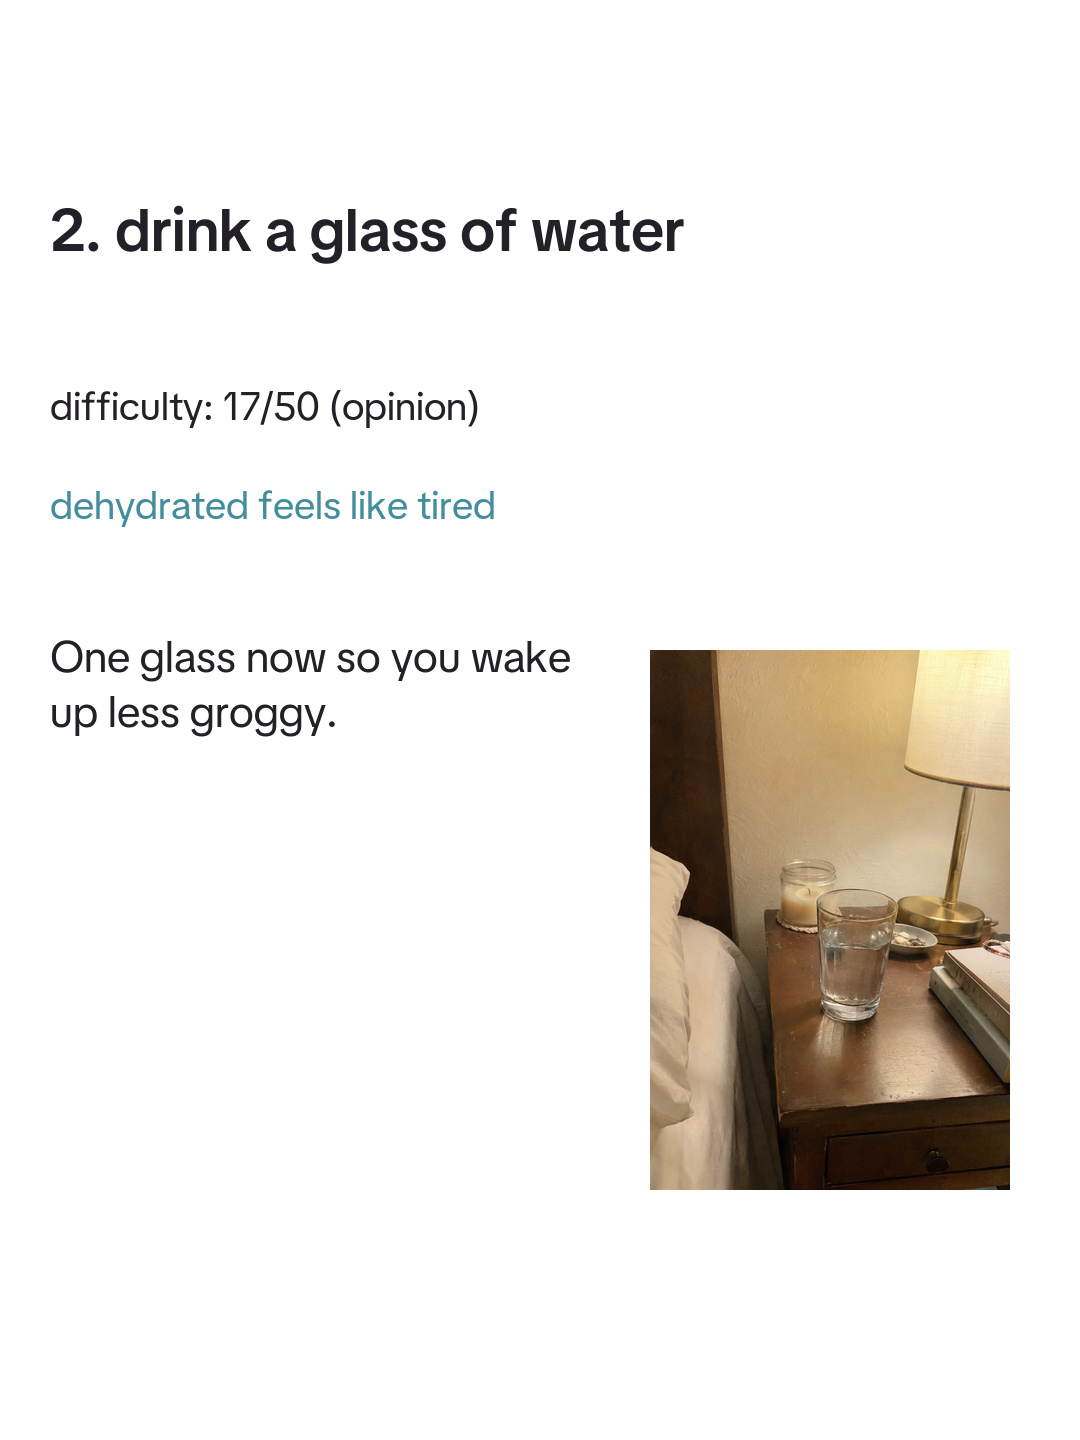 2. drink a glass of water
difficulty: 17/50 (opinion)
dehydrated feels like tired
One glass now so you wake
up less groggy.